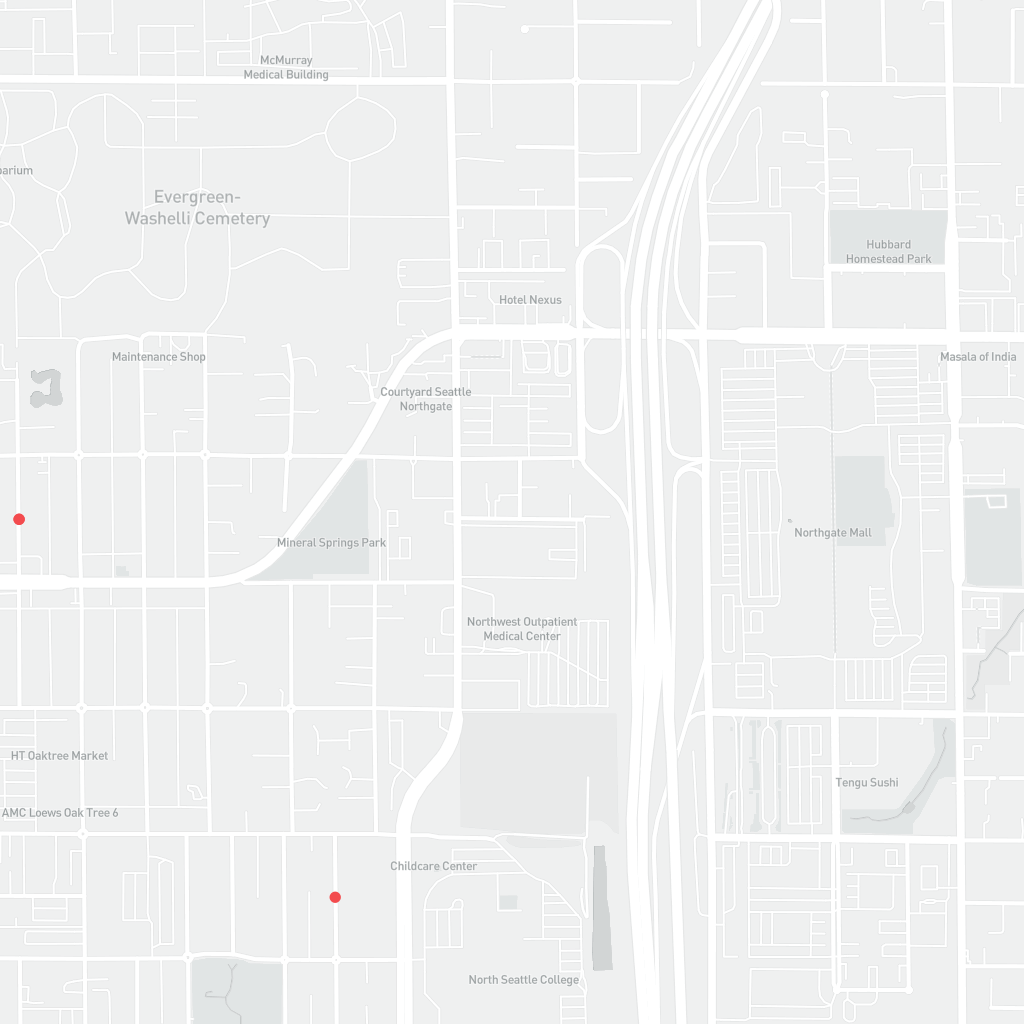 McMurray
Medical Building
Evergreen-
Washelli Cemetery
Hubbard
Homestead Park
Hotel Nexus
Maintenance Shop
Masala of India
Courtyard Seattle
Northgate
Northgate Mall
Mineral Springs Park
Northwest Outpatient
Medical Center
HT Oaktree Market
Tengu Sushi
AMC Loews Oak Tree 6
Childcare Center
North Seattle College